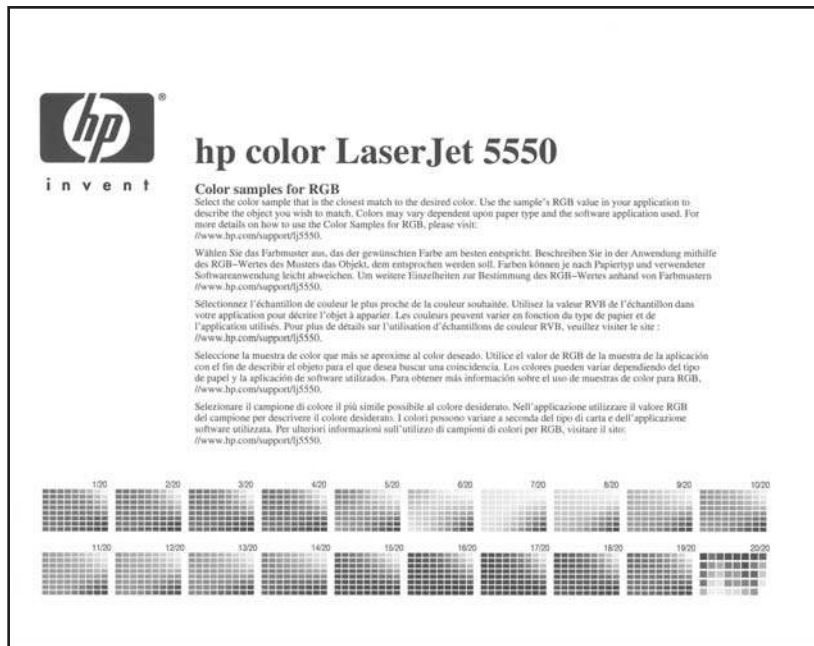 hp
®
invent
hp color LaserJet 5550
Color samples for RGB
Select the color sample that is the closest match to the desired color. Use the sample's RGB value in your application to
describe the object you wish to match. Colors may vary dependent upon paper type and the software application used. For
more details on how to use the Color Samples for RGB, please visit:
//www.hp.com/support/lj5550.
Wählen Sie das Farbmuster aus, das der gewünschten Farbe am besten entspricht. Beschreiben Sie in der Anwendung mithilfe
des RGB–Wertes des Musters das Objekt, dem entsprochen werden soll. Farben können je nach Papiertyp und verwendeter
Softwareanwendung leicht abweichen. Um weitere Einzelheiten zur Bestimmung des RGB–Wertes anhand von Farbmustern
//www.hp.com/support/lj5550.
Sélectionnez l'échantillon de couleur le plus proche de la couleur souhaitée. Utilisez la valeur RVB de l'échantillon dans
votre application pour décrire l'objet à apparier. Les couleurs peuvent varier en fonction du type de papier et de
l'application utilisés. Pour plus de détails sur l'utilisation d'échantillons de couleur RVB, veuillez visiter le site :
//www.hp.com/support/lj5550.
Seleccione la muestra de color que más se aproxime al color deseado. Utilice el valor de RGB de la muestra de la aplicación
con el fin de describir el objeto para el que desea buscar una coincidencia. Los colores pueden variar dependiendo del tipo
de papel y la aplicación de software utilizados. Para obtener más información sobre el uso de muestras de color para RGB,
//www.hp.com/support/lj5550.
Selezionare il campione di colore il più simile possibile al colore desiderato. Nell'applicazione utilizzare il valore RGB
del campione per descrivere il colore desiderato. I colori possono variare a seconda del tipo di carta e dell'applicazione
software utilizzata. Per ulteriori informazioni sull'utilizzo di campioni di colori per RGB, visitare il sito:
//www.hp.com/support/lj5550.
1/20 2/20 3/20 4/20 5/20 6/20 7/20 8/20 9/20 10/20
11/20 12/20 13/20 14/20 15/20 16/20 17/20 18/20 19/20 20/20